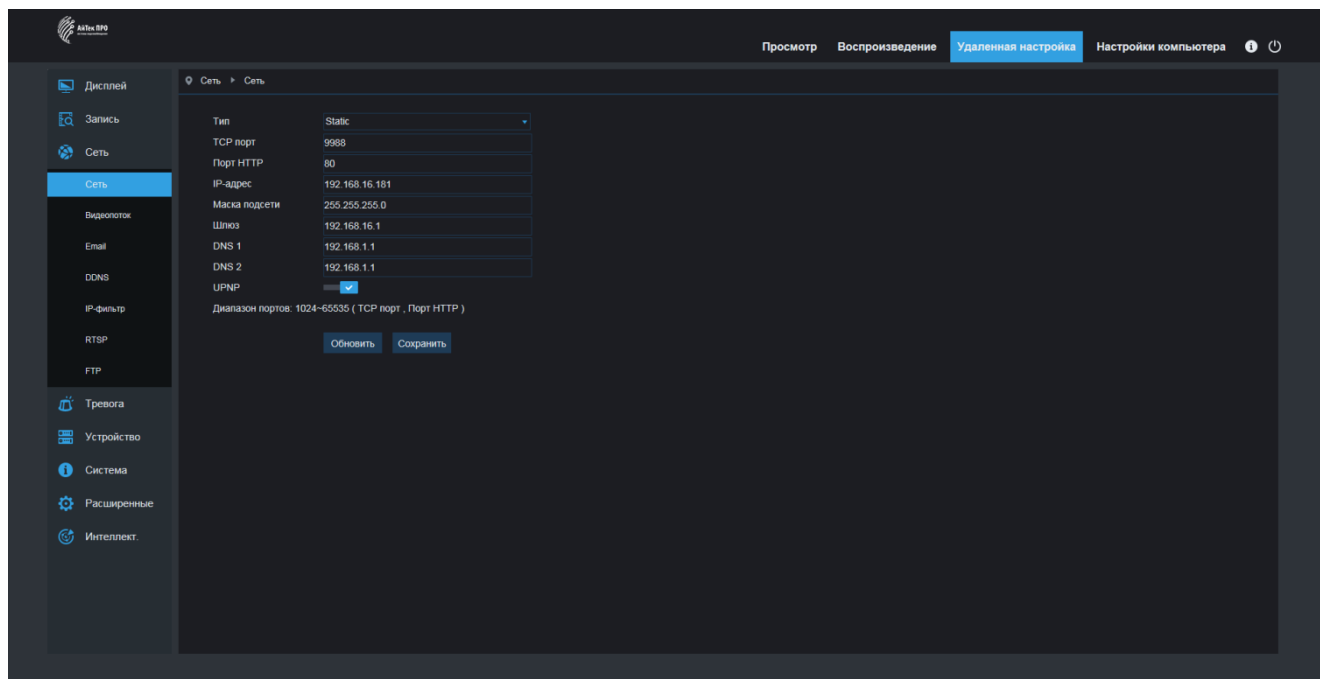 АйТек ПРО
Просмотр Воспроизведение Удаленная настройка Настройки компьютера
Дисплей
Запись
Сеть
Сеть
Видеопоток
Email
DDNS
IP-фильтр
RTSP
FTP
Тревога
Устройство
Система
Расширенные
Интеллект.
Сеть Сеть
Тип Static
TCP порт 9988
Порт HTTP 80
IP-адрес 192.168.16.181
Маска подсети 255.255.255.0
Шлюз 192.168.16.1
DNS 1 192.168.1.1
DNS 2 192.168.1.1
UPNP
Диапазон портов: 1024~65535 ( TCP порт , Порт HTTP )
Обновить Сохранить